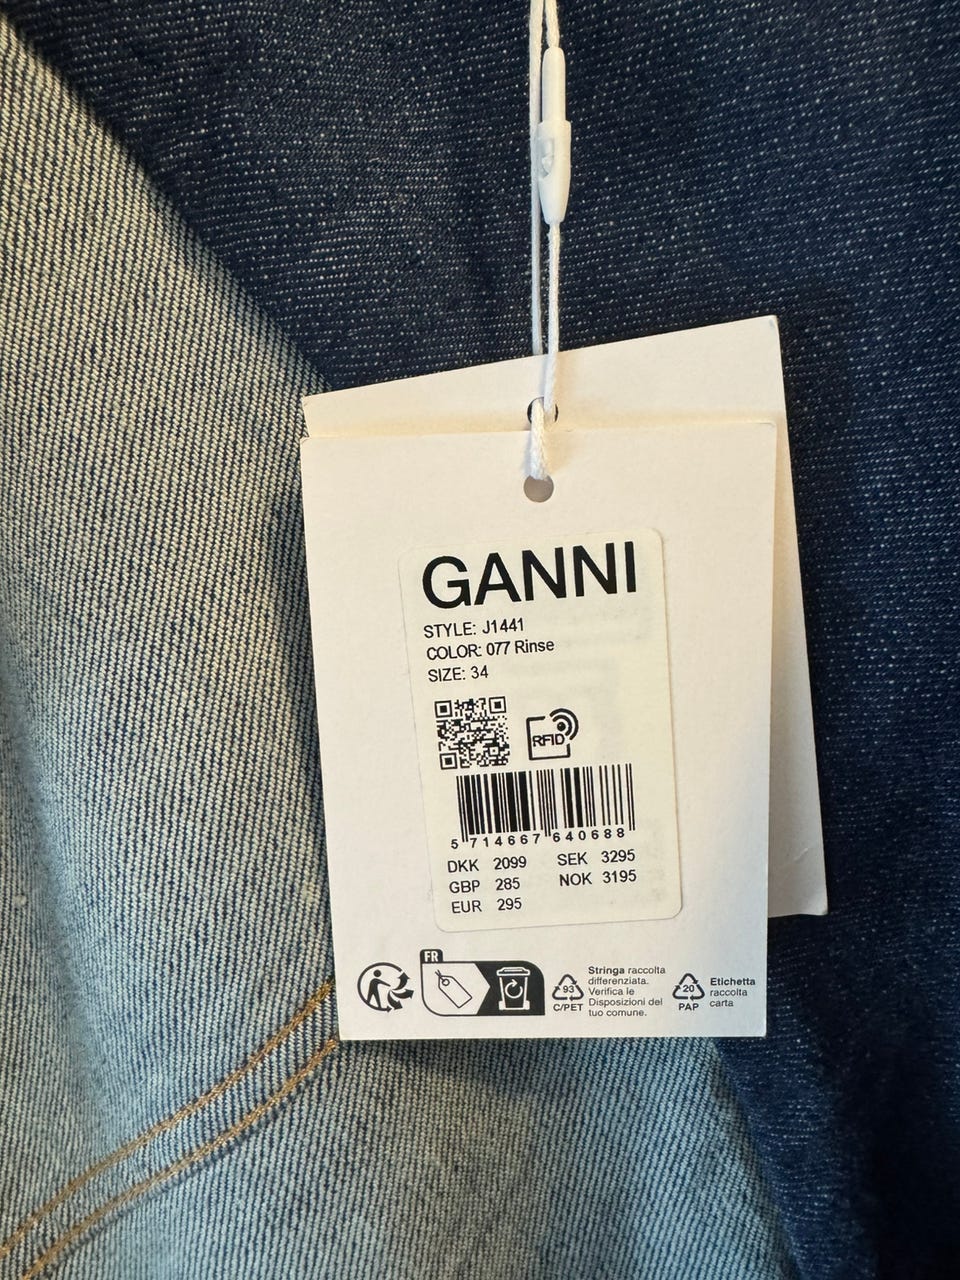 GANNI
STYLE: J1441
COLOR: 077 Rinse
SIZE: 34
RFID
5 714667 640688
DKK 2099 SEK 3295
GBP 285 NOK 3195
EUR 295
FR
93
C/PET
Stringa raccolta
differenziata.
Verifica le
Disposizioni del
tuo comune.
20
PAP
Etichetta
raccolta
carta